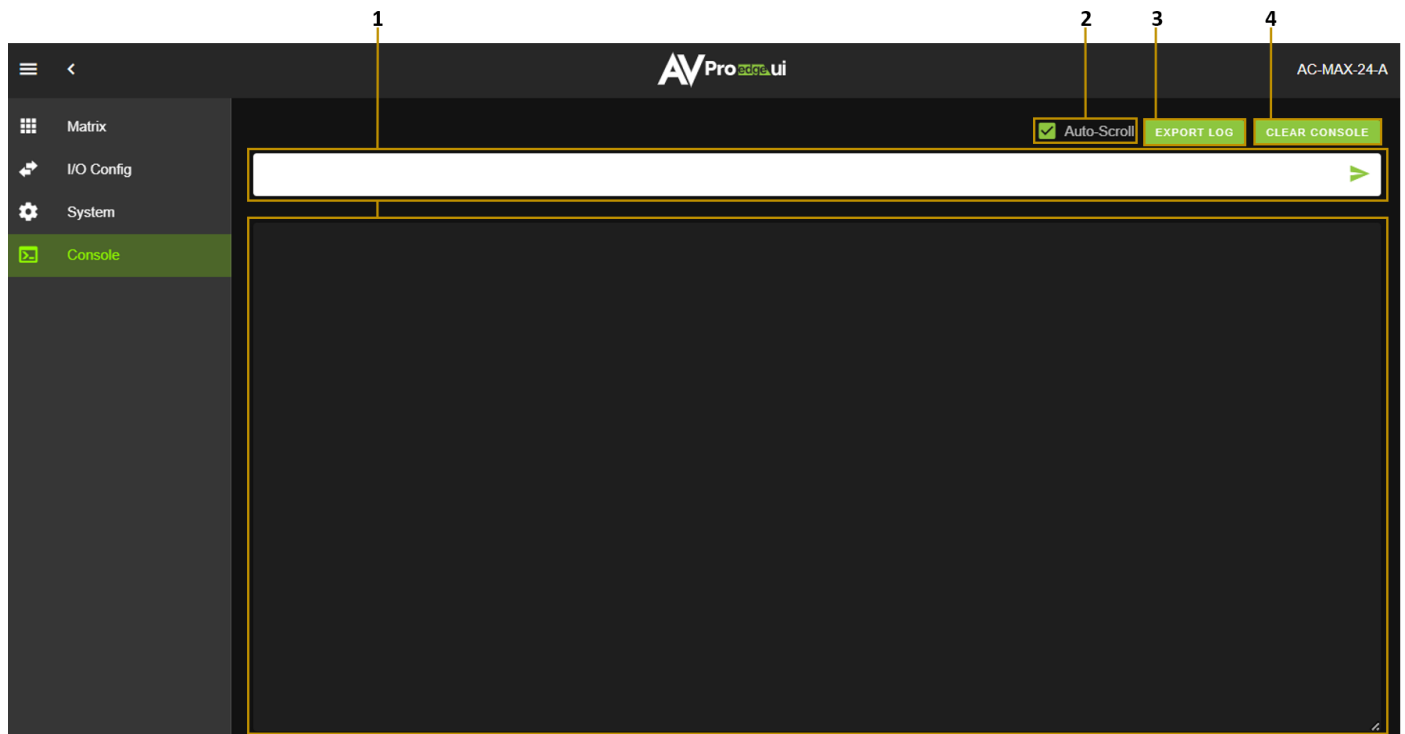 1 2 3 4
AVPro edge.ui AC-MAX-24-A
Matrix
Auto-Scroll EXPORT LOG CLEAR CONSOLE
I/O Config
System
Console